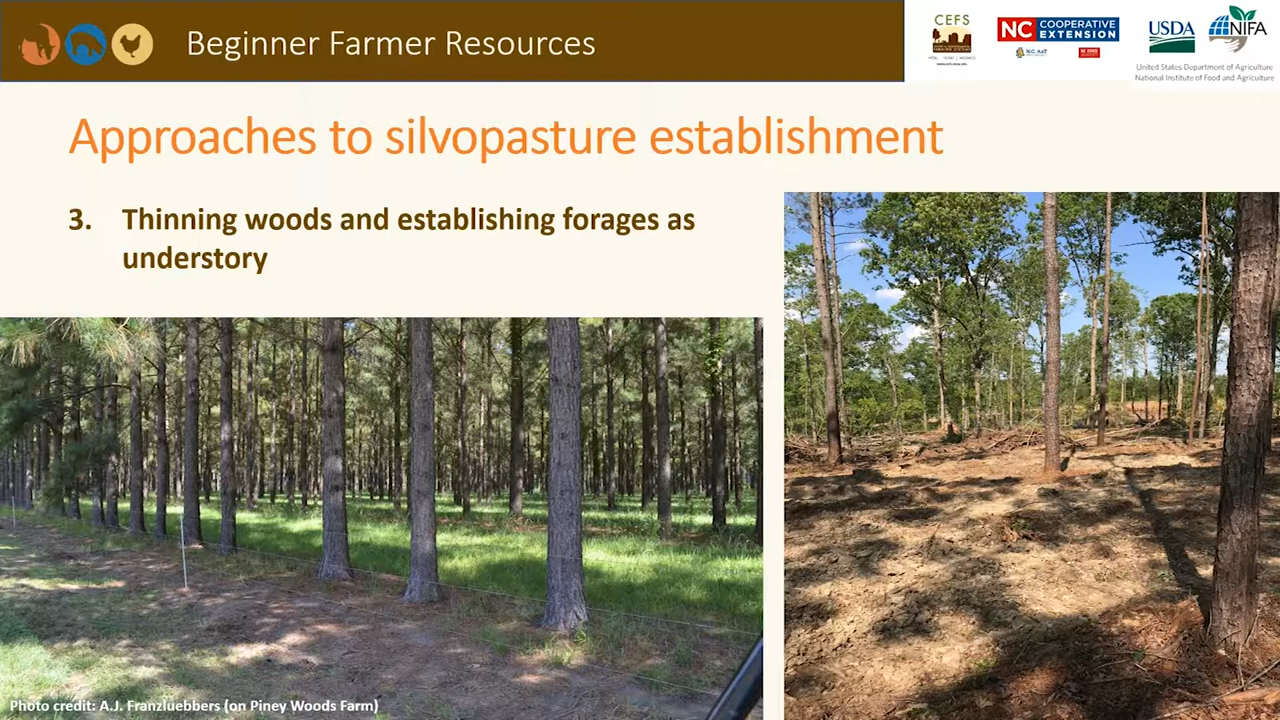 Beginner Farmer Resources
CEFS
NC COOPERATIVE
EXTENSION
USDA
NIFA
United States Department of Agriculture
National Institute of Food and Agriculture
Approaches to silvopasture establishment
3. Thinning woods and establishing forages as
understory
Photo credit: A.J. Franzluebbers (on Piney Woods Farm)